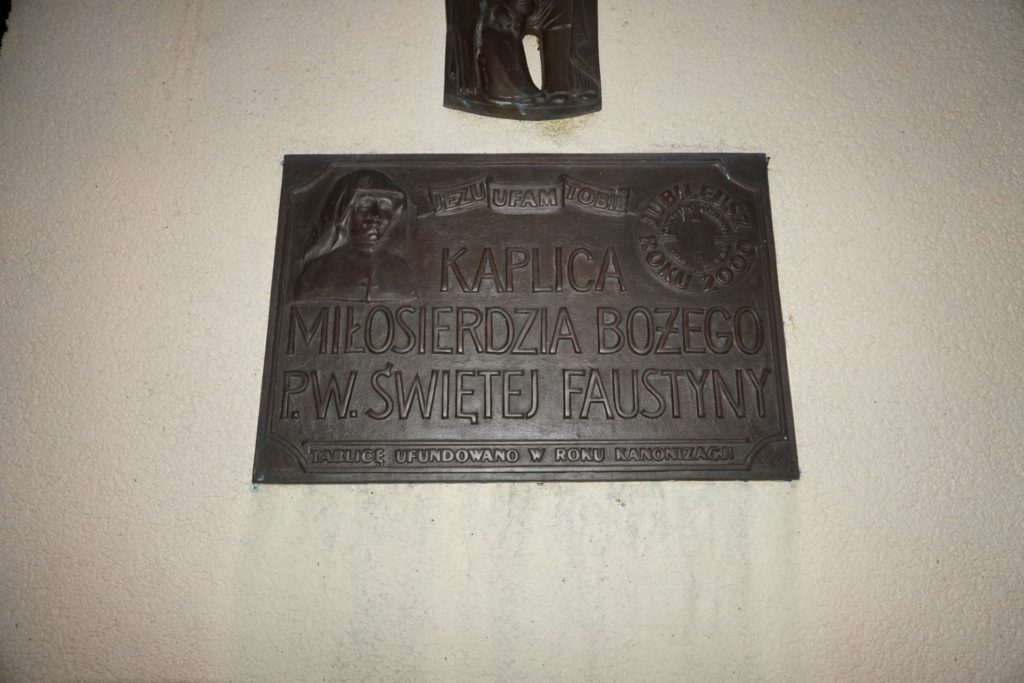 JEZU UFAM TOBIE
JUBILEUSZ
ROKU 2000
KAPLICA
MIŁOSIERDZIA BOŻEGO
P.W. ŚWIĘTEJ FAUSTYNY
TABLICĘ UFUNDOWANO W ROKU KANONIZACJI